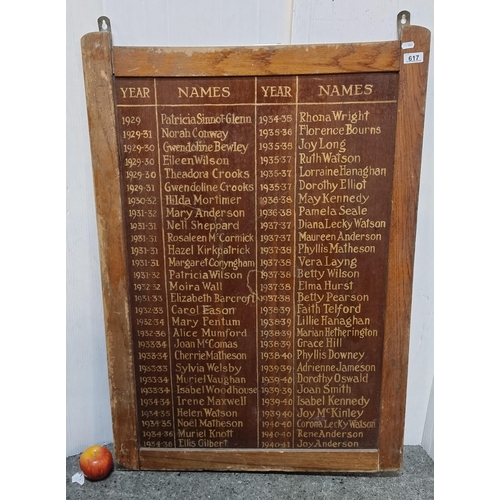 617
YEAR NAMES YEAR NAMES
1929 Patricia Sinnot-Glenn
1929-31 Norah Conway
1929-30 Gwendoline Bewley
1929-30 Eileen Wilson
1929-30 Theadora Crooks
1929-31 Gwendoline Crooks
1930-32 Hilda Mortimer
1931-32 Mary Anderson
1931-31 Nell Sheppard
1931-31 Rosaleen McCormick
1931-31 Hazel Kirkpatrick
1931-31 Margaret Conyngham
1931-32 Patricia Wilson
1932-32 Moira Wall
1931-33 Elizabeth Barcroft
1932-33 Carol Eason
1932-34 Mary Pentum
1932-36 Alice Mumford
1933-34 Joan McComas
1933-34 Cherrie Matheson
1933-33 Sylvia Welsby
1933-34 Muriel Vaughan
1933-34 Isabel Woodhouse
1934-34 Irene Maxwell
1934-35 Helen Watson
1934-35 Noël Matheson
1934-36 Muriel Knott
1934-36 Ellis Gilbert
1934-35 Rhona Wright
1935-36 Florence Bourns
1935-37 Joy Long
1935-37 Ruth Watson
1935-37 Lorraine Hanaghan
1935-37 Dorothy Elliot
1936-38 May Kennedy
1936-38 Pamela Seale
1937-37 Diana Lecky Watson
1937-37 Maureen Anderson
1937-38 Phyllis Matheson
1937-38 Vera Layng
1937-38 Betty Wilson
1937-38 Elma Hurst
1937-38 Betty Pearson
1938-39 Faith Telford
1938-39 Lillie Hanaghan
1938-39 Marian Hetherington
1938-39 Grace Hill
1938-40 Phyllis Downey
1939-39 Adrienne Jameson
1939-40 Dorothy Oswald
1939-40 Joan Smith
1939-40 Isabel Kennedy
1939-40 Joy McKinley
1940-40 Corona Lecky Watson
1940-40 Rene Anderson
1940-41 Joy Anderson